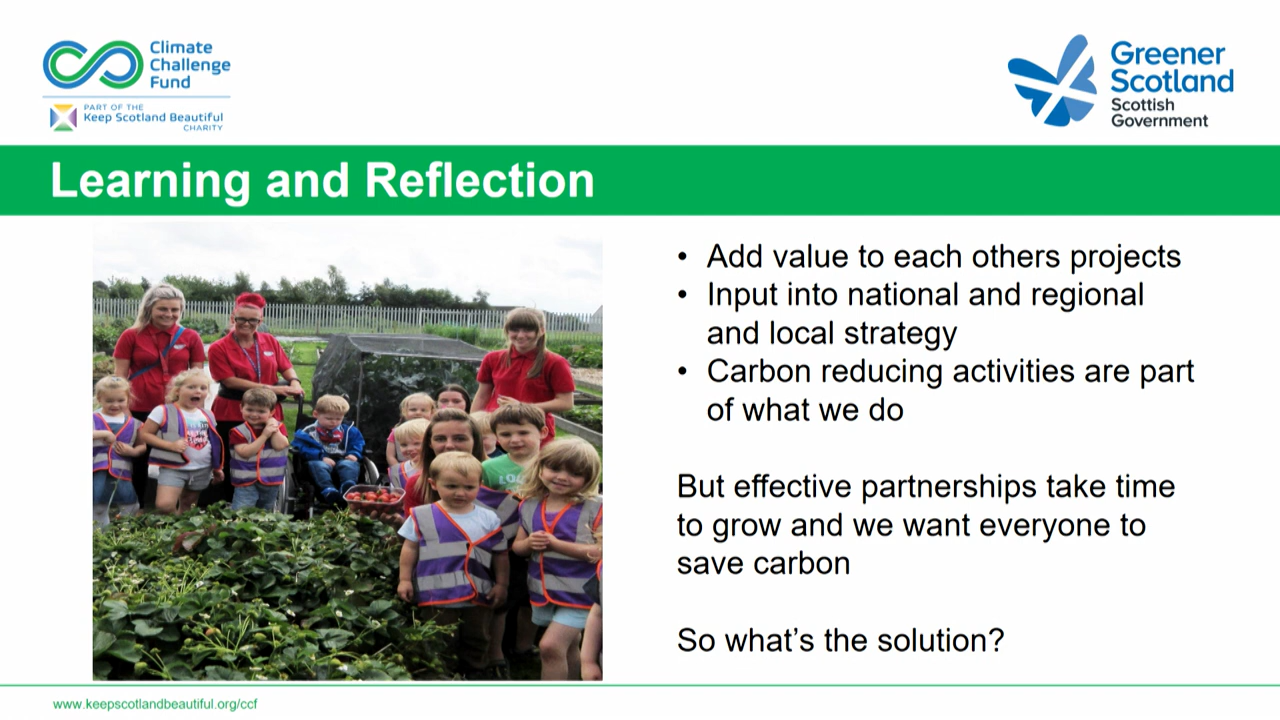 Climate
Challenge
Fund
PART OF THE
Keep Scotland Beautiful
CHARITY
Greener
Scotland
Scottish
Government
Learning and Reflection
• Add value to each others projects
• Input into national and regional
and local strategy
• Carbon reducing activities are part
of what we do
But effective partnerships take time
to grow and we want everyone to
save carbon
So what’s the solution?
www.keepscotlandbeautiful.org/ccf